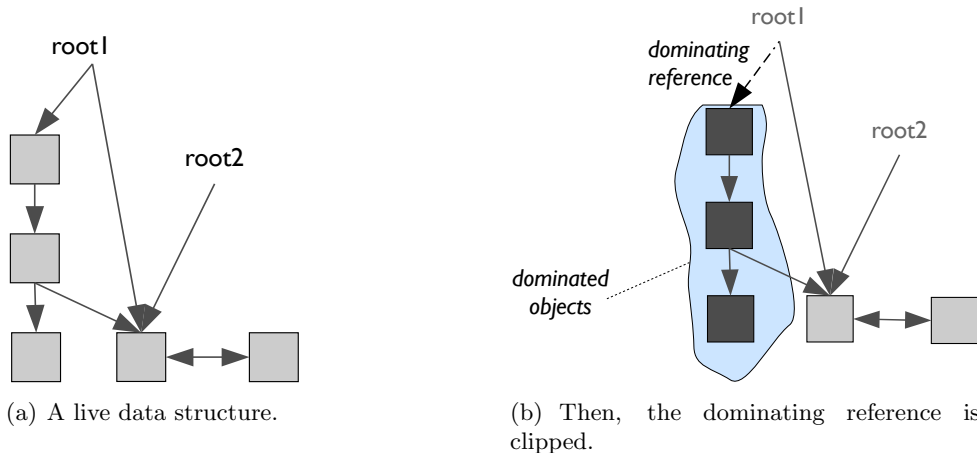 root1
root2
(a) A live data structure.
root1
dominating
reference
root2
dominated
objects
(b) Then, the dominating reference is
clipped.